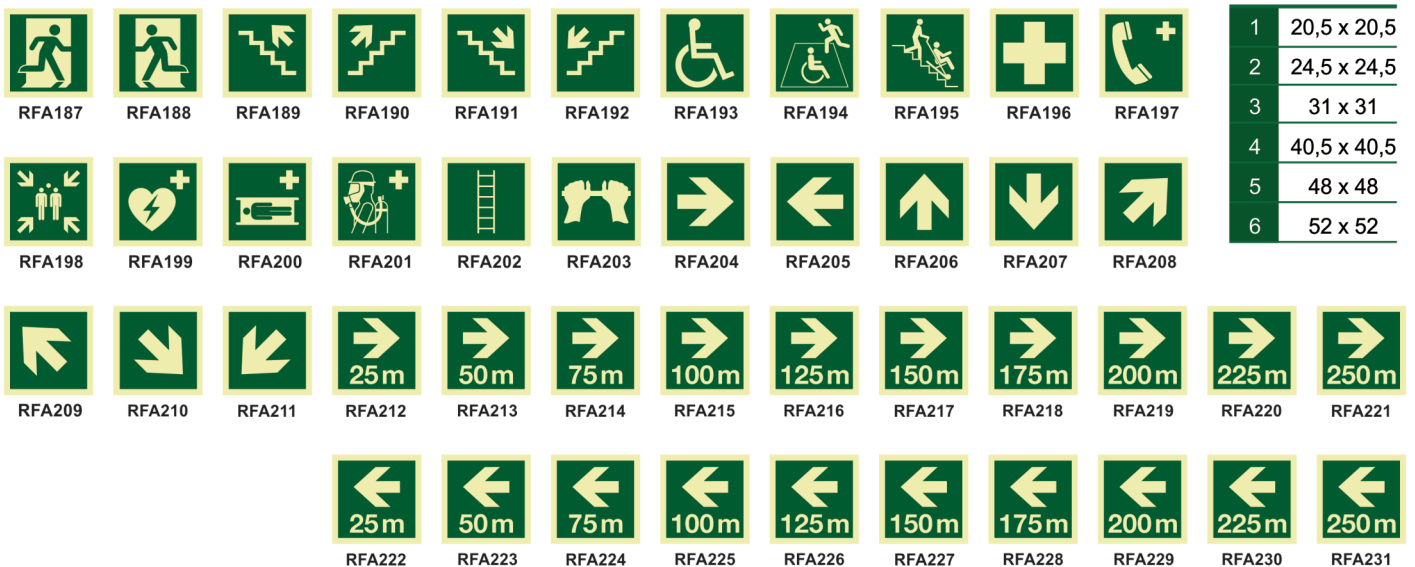 RFA187 RFA188 RFA189 RFA190 RFA191 RFA192 RFA193 RFA194 RFA195 RFA196 RFA197
1 20,5 x 20,5
2 24,5 x 24,5
3 31 x 31
4 40,5 x 40,5
5 48 x 48
6 52 x 52
RFA198 RFA199 RFA200 RFA201 RFA202 RFA203 RFA204 RFA205 RFA206 RFA207 RFA208
25m 50m 75m 100m 125m 150m 175m 200m 225m 250m
RFA209 RFA210 RFA211 RFA212 RFA213 RFA214 RFA215 RFA216 RFA217 RFA218 RFA219 RFA220 RFA221
25m 50m 75m 100m 125m 150m 175m 200m 225m 250m
RFA222 RFA223 RFA224 RFA225 RFA226 RFA227 RFA228 RFA229 RFA230 RFA231